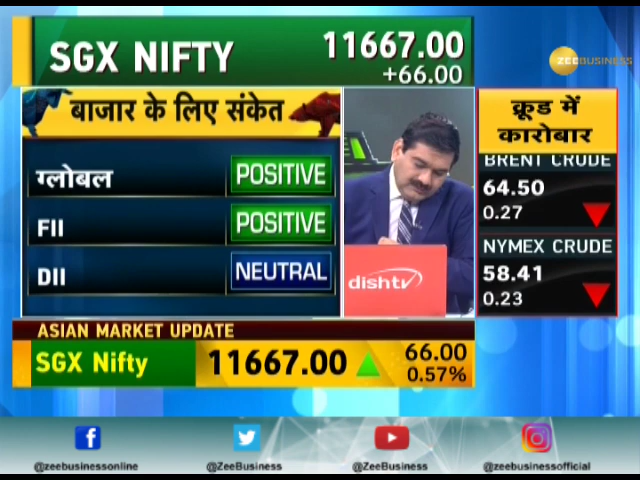 SGX NIFTY
11667.00
+66.00
ZEEBUSINESS
बाजार के लिए संकेत
ग्लोबल POSITIVE
FII POSITIVE
DII NEUTRAL
dishtv
क्रूड में
कारोबार
BRENT CRUDE
64.50
0.27
NYMEX CRUDE
58.41
0.23
ASIAN MARKET UPDATE
SGX Nifty 11667.00 66.00
0.57%
@zeebusinessonline @ZeeBusiness @ZeeBusiness @zeebusinessofficial